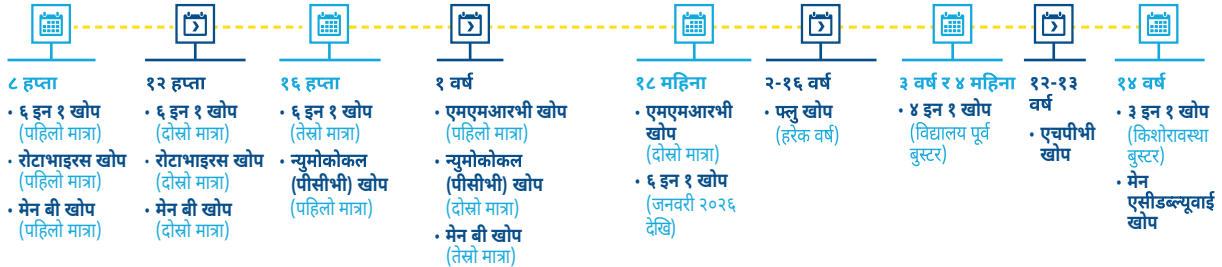 ८ हप्ता
• ६ इन १ खोप
(पहिलो मात्रा)
• रोटाभाइरस खोप
(पहिलो मात्रा)
• मेन बी खोप
(पहिलो मात्रा)
१२ हप्ता
• ६ इन १ खोप
(दोस्रो मात्रा)
• रोटाभाइरस खोप
(दोस्रो मात्रा)
• मेन बी खोप
(दोस्रो मात्रा)
१६ हप्ता
• ६ इन १ खोप
(तेस्रो मात्रा)
• न्युमोकोकल
(पीसीभी) खोप
(पहिलो मात्रा)
१ वर्ष
• एमएमआरभी खोप
(पहिलो मात्रा)
• न्युमोकोकल
(पीसीभी) खोप
(दोस्रो मात्रा)
• मेन बी खोप
(तेस्रो मात्रा)
१८ महिना
• एमएमआरभी
खोप
(दोस्रो मात्रा)
• ६ इन १ खोप
(जनवरी २०२६
देखि)
२-१६ वर्ष
• फ्लु खोप
(हरेक वर्ष)
३ वर्ष र ४ महिना
• ४ इन १ खोप
(विद्यालय पूर्व
बुस्टर)
१२-१३
वर्ष
• एचपीभी
खोप
१४ वर्ष
• ३ इन १ खोप
(किशोरावस्था
बुस्टर)
• मेन
एसीडब्ल्यूवाई
खोप